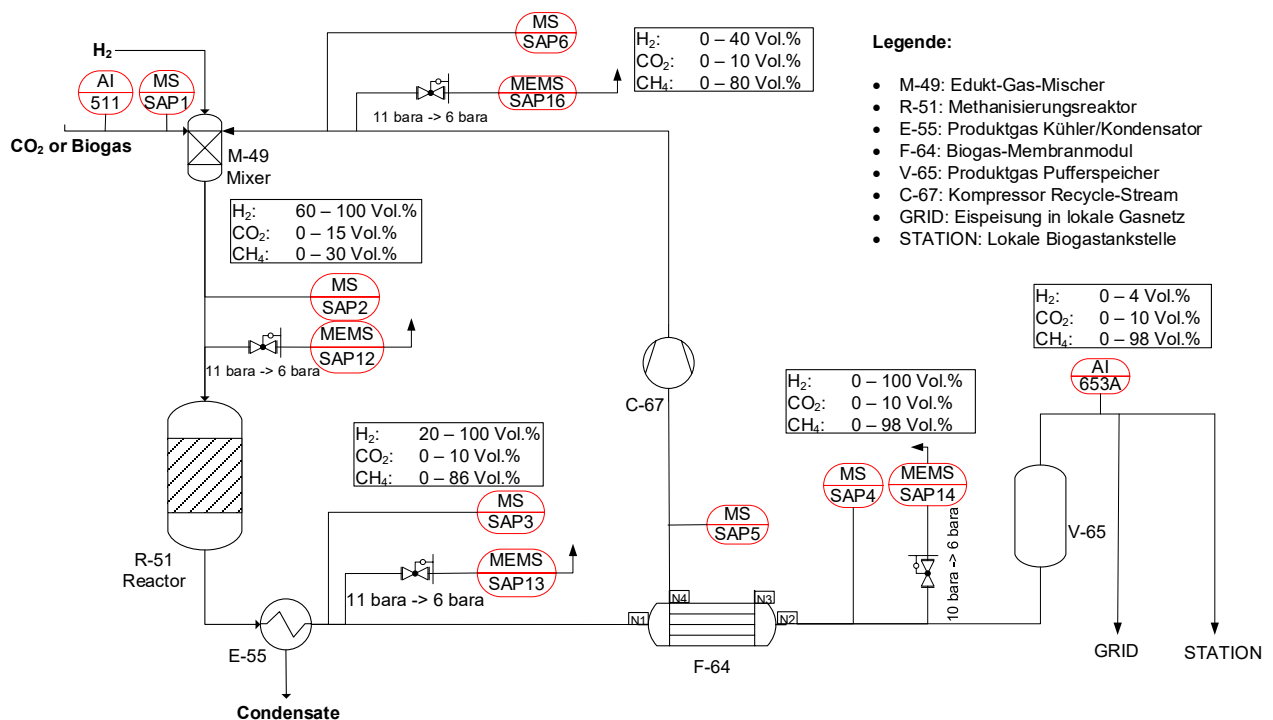 H₂
AI
511
MS
SAP1
CO₂ or Biogas
M-49
Mixer
MS
SAP6
MEMS
SAP16
11 bara -> 6 bara
H₂: 0 – 40 Vol.%
CO₂: 0 – 10 Vol.%
CH₄: 0 – 80 Vol.%
Legende:
• M-49: Edukt-Gas-Mischer
• R-51: Methanisierungsreaktor
• E-55: Produktgas Kühler/Kondensator
• F-64: Biogas-Membranmodul
• V-65: Produktgas Pufferspeicher
• C-67: Kompressor Recycle-Stream
• GRID: Eispeisung in lokale Gasnetz
• STATION: Lokale Biogastankstelle
H₂: 60 – 100 Vol.%
CO₂: 0 – 15 Vol.%
CH₄: 0 – 30 Vol.%
MS
SAP2
MEMS
SAP12
11 bara -> 6 bara
R-51
Reactor
H₂: 20 – 100 Vol.%
CO₂: 0 – 10 Vol.%
CH₄: 0 – 86 Vol.%
MS
SAP3
MEMS
SAP13
11 bara -> 6 bara
E-55
Condensate
C-67
MS
SAP5
N1
N4
N3
N2
F-64
H₂: 0 – 100 Vol.%
CO₂: 0 – 10 Vol.%
CH₄: 0 – 98 Vol.%
MS
SAP4
MEMS
SAP14
10 bara -> 6 bara
H₂: 0 – 4 Vol.%
CO₂: 0 – 10 Vol.%
CH₄: 0 – 98 Vol.%
AI
653A
V-65
GRID
STATION